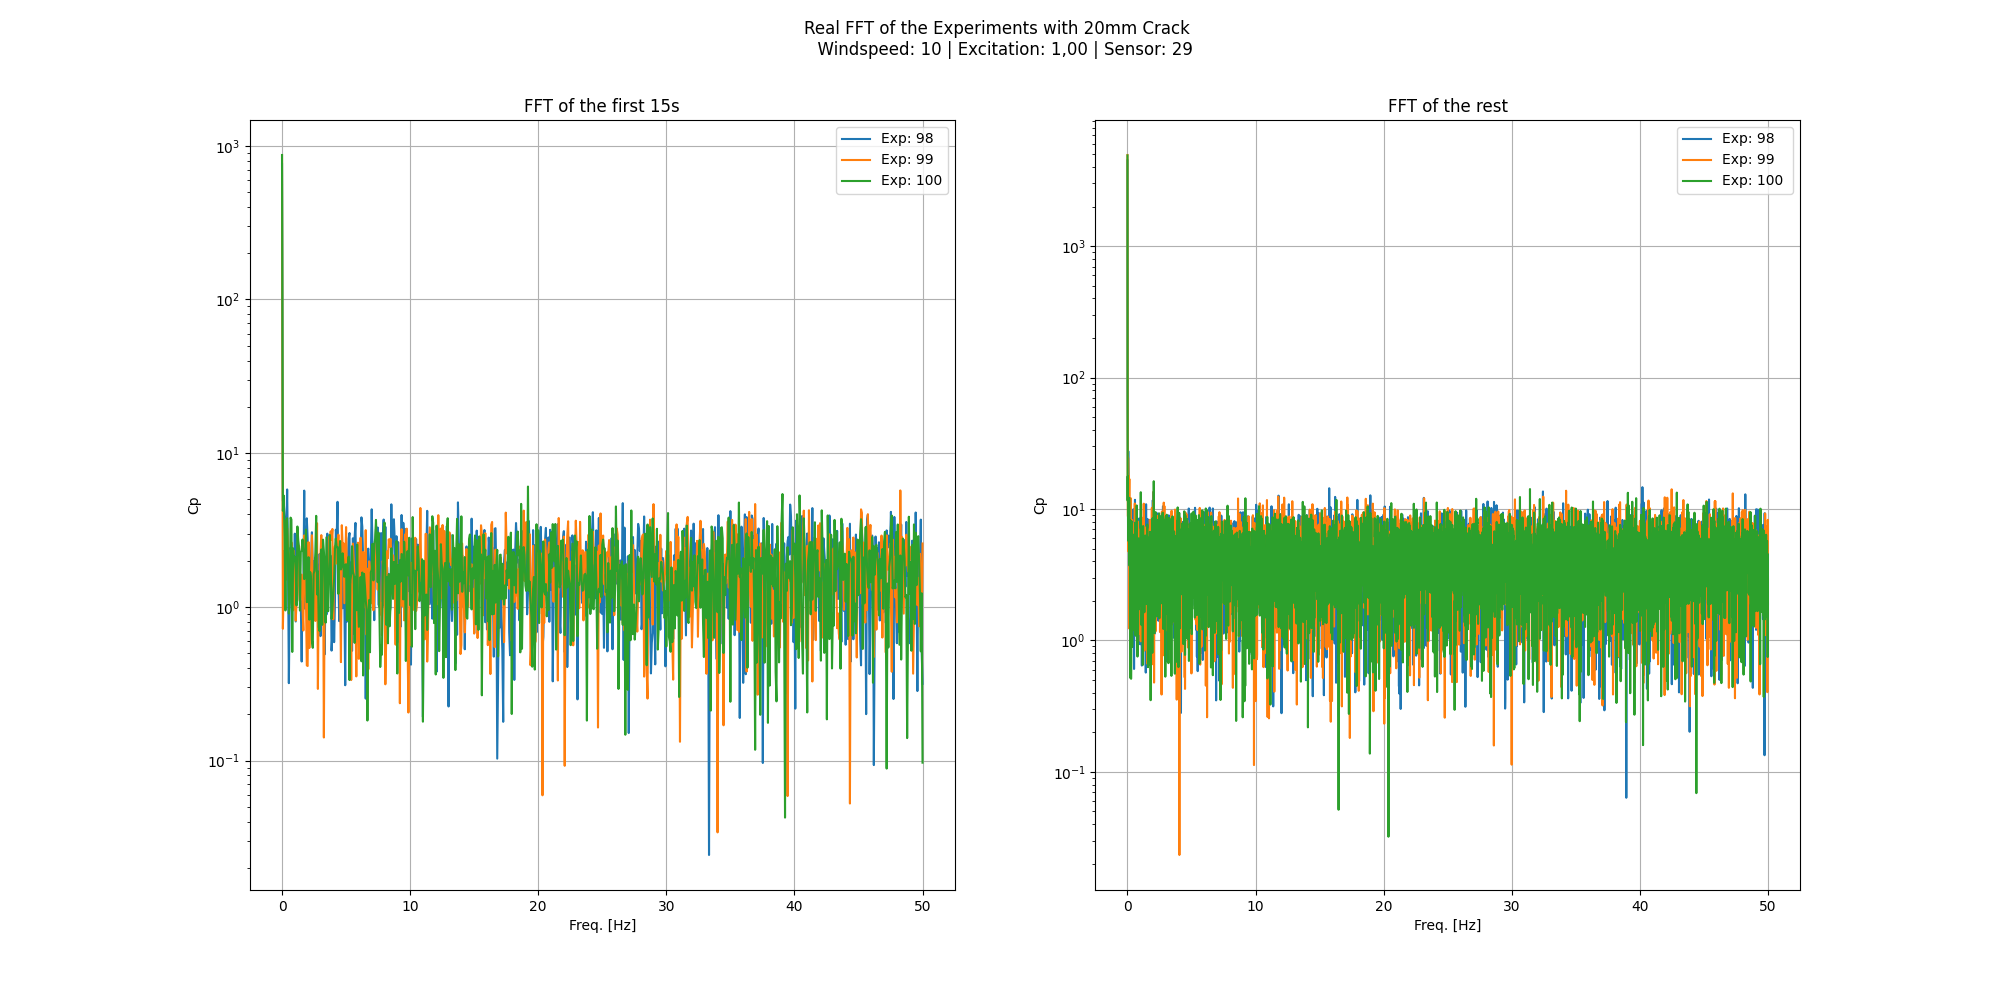 Real FFT of the Experiments with 20mm Crack
Windspeed: 10 | Excitation: 1,00 | Sensor: 29
FFT of the first 15s
Exp: 98
Exp: 99
Exp: 100
10³
10²
10¹
10⁰
10⁻¹
Cp
0 10 20 30 40 50
Freq. [Hz]
FFT of the rest
Exp: 98
Exp: 99
Exp: 100
10³
10²
10¹
10⁰
10⁻¹
Cp
0 10 20 30 40 50
Freq. [Hz]